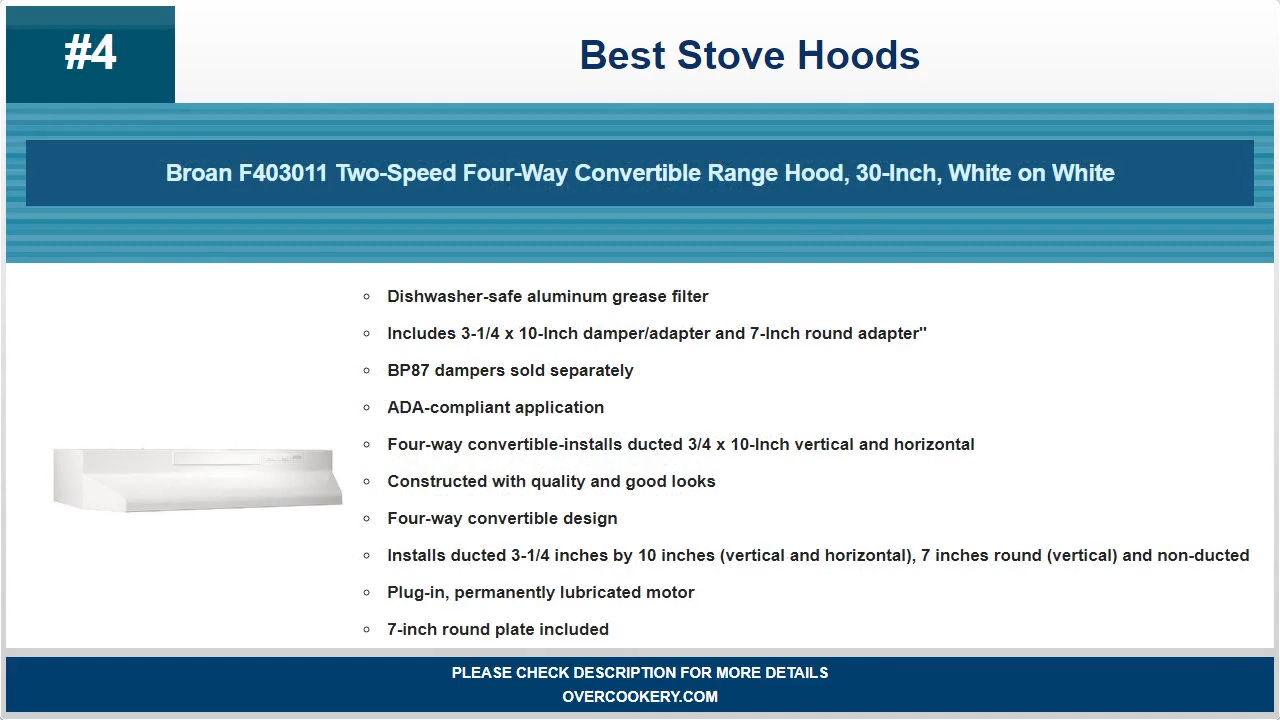 #4
Best Stove Hoods
Broan F403011 Two-Speed Four-Way Convertible Range Hood, 30-Inch, White on White
Dishwasher-safe aluminum grease filter
Includes 3-1/4 x 10-Inch damper/adapter and 7-Inch round adapter"
BP87 dampers sold separately
ADA-compliant application
Four-way convertible-installs ducted 3/4 x 10-Inch vertical and horizontal
Constructed with quality and good looks
Four-way convertible design
Installs ducted 3-1/4 inches by 10 inches (vertical and horizontal), 7 inches round (vertical) and non-ducted
Plug-in, permanently lubricated motor
7-inch round plate included
PLEASE CHECK DESCRIPTION FOR MORE DETAILS
OVERCOOKERY.COM